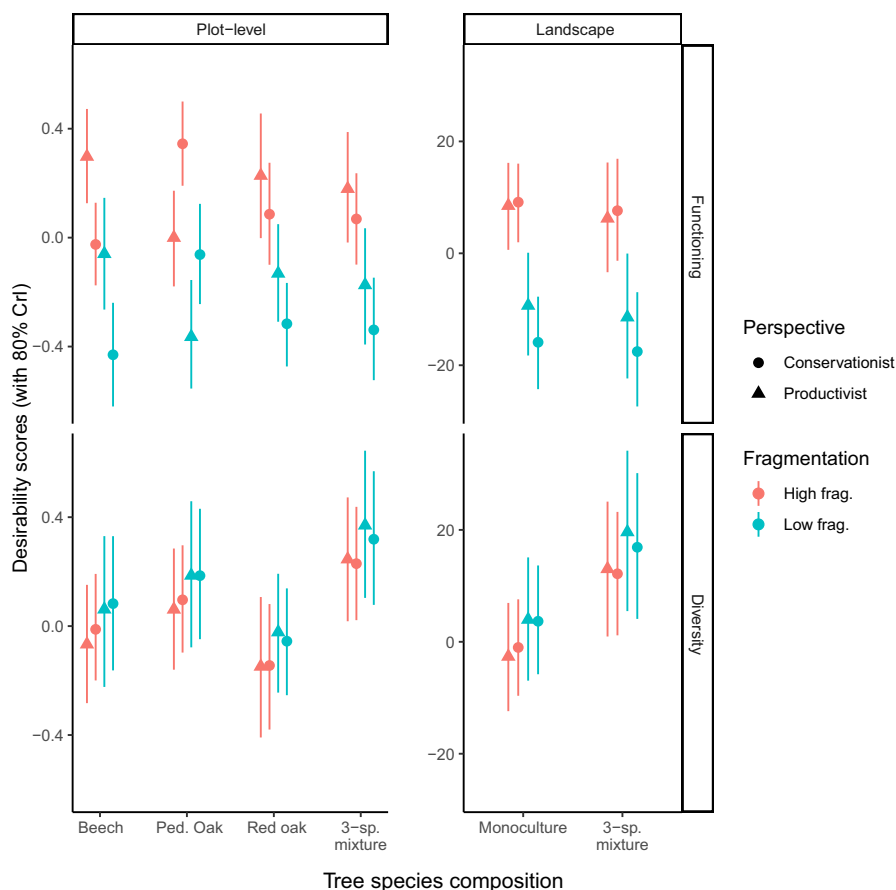 Plot−level
Landscape
Desirability scores (with 80% CrI)
0.4
0.0
−0.4
20
0
−20
Functioning
0.4
0.0
−0.4
20
0
−20
Diversity
Beech
Ped. Oak
Red oak
3−sp.
mixture
Monoculture
3−sp.
mixture
Tree species composition
Perspective
Conservationist
Productivist
Fragmentation
High frag.
Low frag.